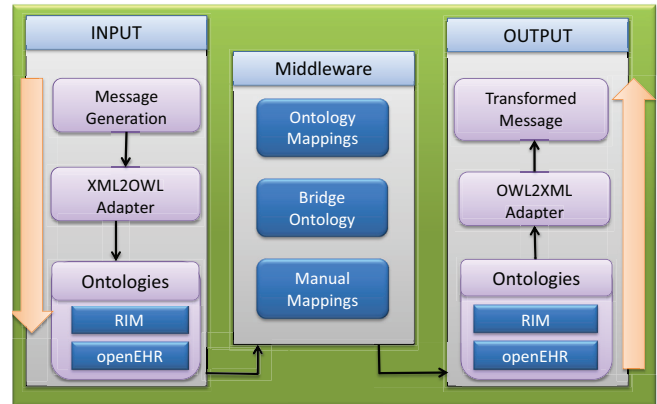 INPUT
Message
Generation
XML2OWL
Adapter
Ontologies
RIM
openEHR
Middleware
Ontology
Mappings
Bridge
Ontology
Manual
Mappings
OUTPUT
Transformed
Message
OWL2XML
Adapter
Ontologies
RIM
openEHR